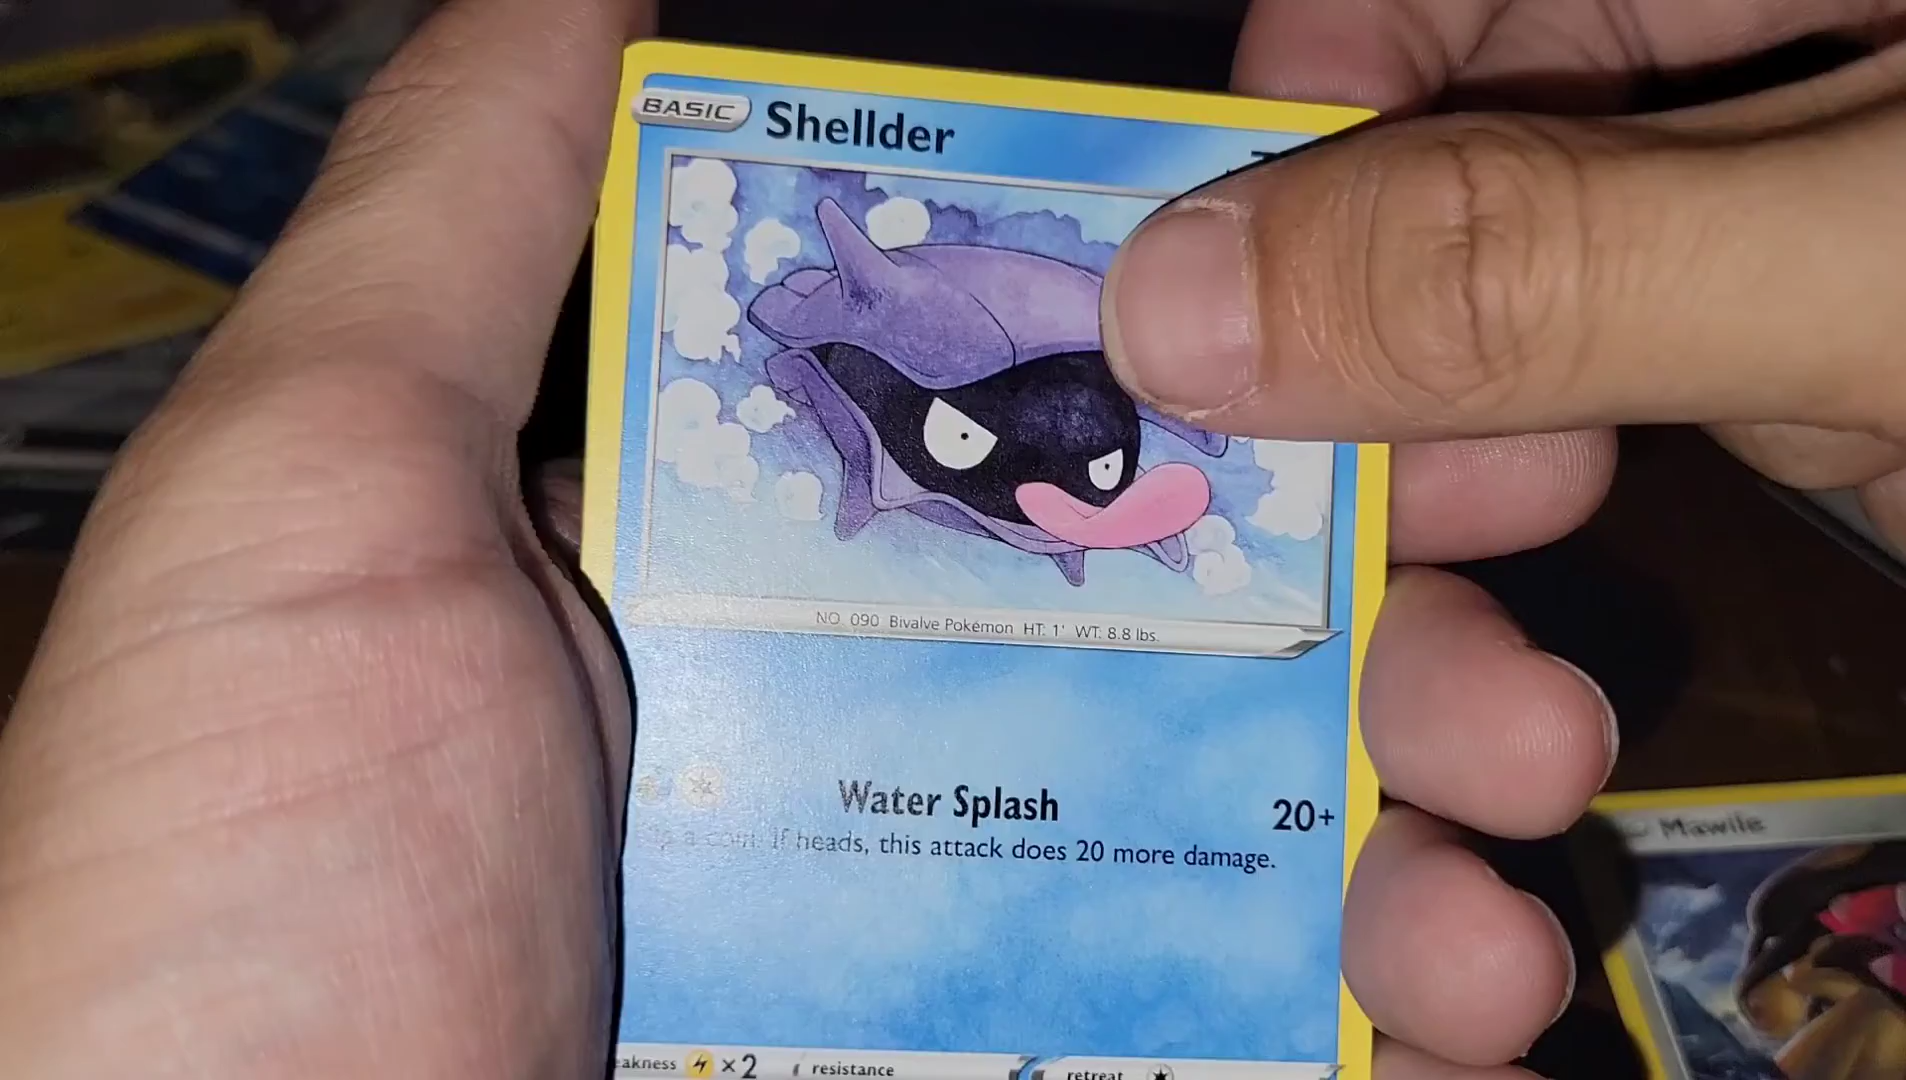 BASIC Shellder
NO. 090 Bivalve Pokémon HT: 1' WT: 8.8 lbs.
Water Splash 20+
a coin. If heads, this attack does 20 more damage.
eakness ×2 resistance retreat
Mawile